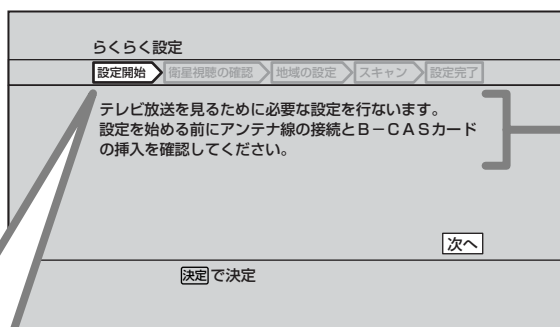 らくらく設定
設定開始 衛星視聴の確認 地域の設定 スキャン 設定完了
テレビ放送を見るために必要な設定を行ないます。
設定を始める前にアンテナ線の接続とB－CASカード
の挿入を確認してください。
次へ
決定で決定